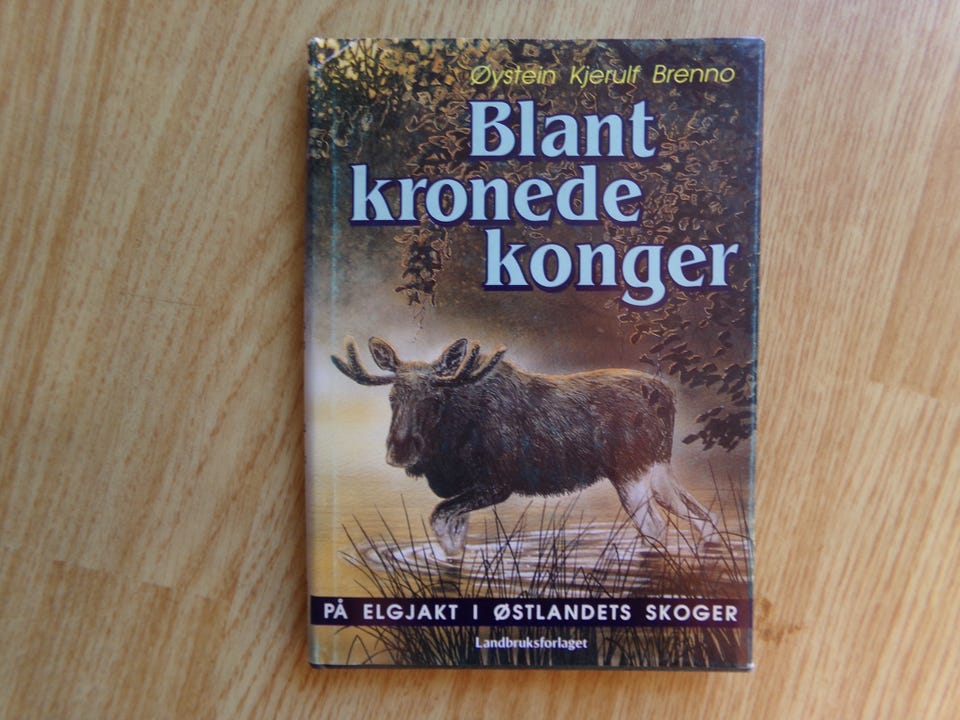 Øystein Kjerulf Brenno
Blant
kronede
konger
PÅ ELGJAKT I ØSTLANDETS SKOGER
Landbruksforlaget